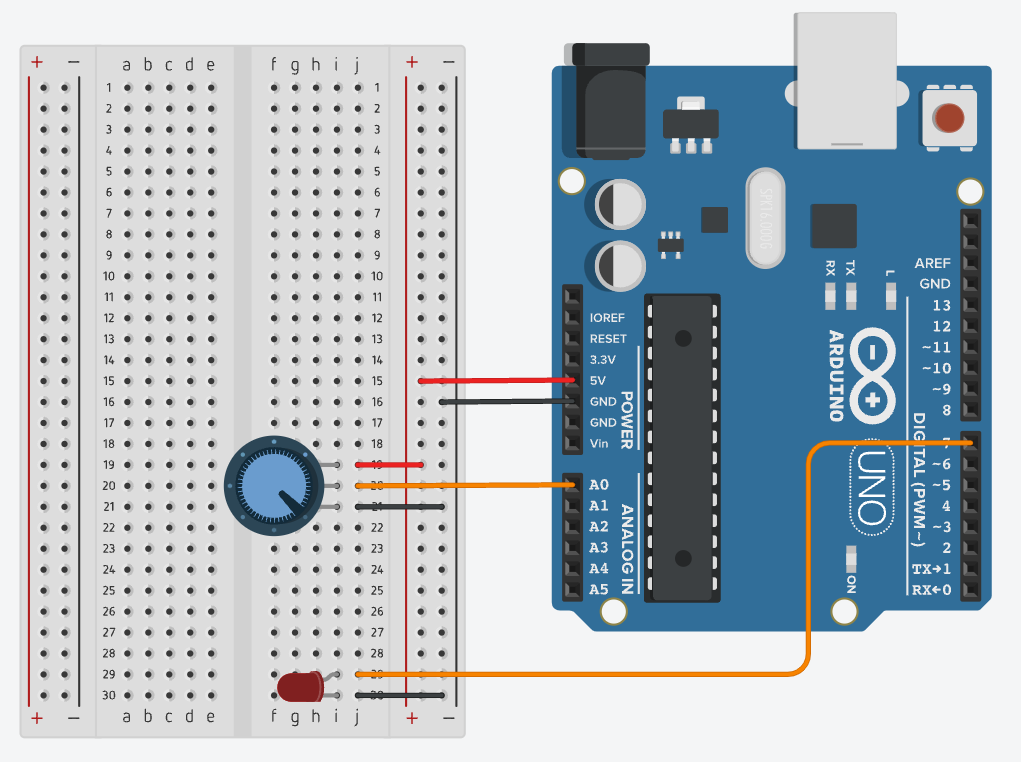 + − a b c d e f g h i j + −
1 1
2 2
3 3
4 4
5 5
6 6
7 7
8 8
9 9
10 10
11 11
12 12
13 13
14 14
15 15
16 16
17 17
18 18
19 19
20 20
21 21
22 22
23 23
24 24
25 25
26 26
27 27
28 28
29 29
30 30
+ − a b c d e f g h i j + −
SPK16.000G
RX TX L
IOREF
RESET
3.3V
5V
GND
GND
Vin
POWER
A0
A1
A2
A3
A4
A5
ANALOG IN
ARDUINO
UNO
ON
AREF
GND
13
12
~11
~10
~9
8
7
~6
~5
4
~3
2
TX→1
RX←0
DIGITAL (PWM~)